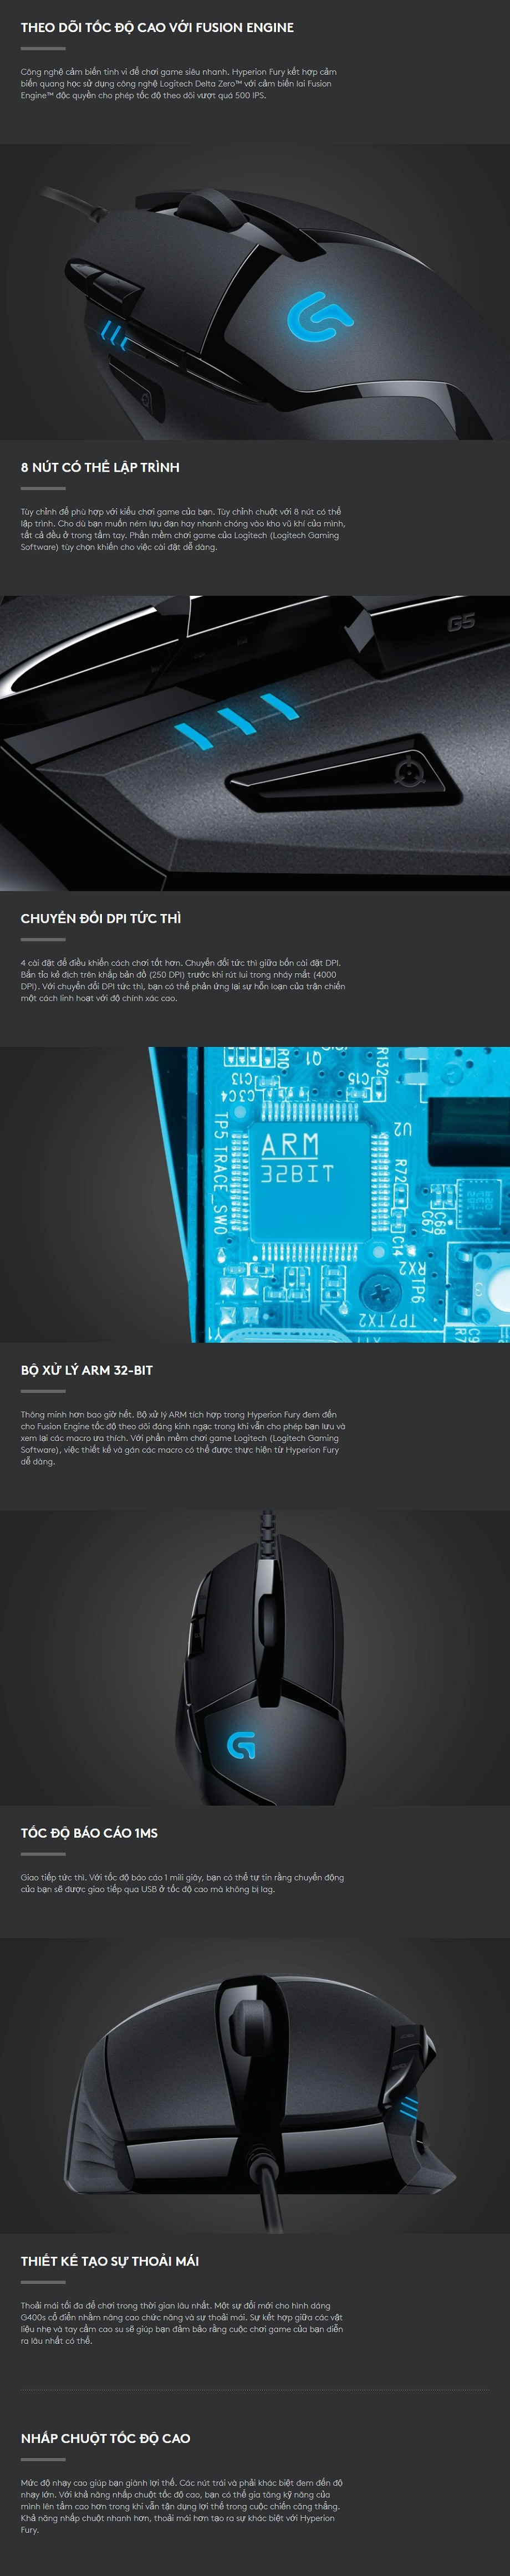 THEO DÕI TỐC ĐỘ CAO VỚI FUSION ENGINE
Công nghệ cảm biến tinh vi để chơi game siêu nhanh. Hyperion Fury kết hợp cảm
biến quang học sử dụng công nghệ Logitech Delta Zero™ với cảm biến lai Fusion
Engine™ độc quyền cho phép tốc độ theo dõi vượt quá 500 IPS.
8 NÚT CÓ THỂ LẬP TRÌNH
Tùy chỉnh để phù hợp với kiểu chơi game của bạn. Tùy chỉnh chuột với 8 nút có thể
lập trình. Cho dù bạn muốn ném lựu đạn hay nhanh chóng vào kho vũ khí của mình,
tất cả đều ở trong tầm tay. Phần mềm chơi game của Logitech (Logitech Gaming
Software) tùy chọn khiến cho việc cài đặt dễ dàng.
G5
CHUYỂN ĐỔI DPI TỨC THÌ
4 cài đặt để điều khiển cách chơi tốt hơn. Chuyển đổi tức thì giữa bốn cài đặt DPI.
Bắn tỉa kẻ địch trên khắp bản đồ (250 DPI) trước khi rút lui trong nháy mắt (4000
DPI). Với chuyển đổi DPI tức thì, bạn có thể phản ứng lại sự hỗn loạn của trận chiến
một cách linh hoạt với độ chính xác cao.
R10
Q1
R132
C13
C15
C3
C4
TP5 TRACE_SWO
ARM
32BIT
U2
R72
C14
C67
C68
RX2
RTP6
TP7
TX2
Y1
BỘ XỬ LÝ ARM 32-BIT
Thông minh hơn bao giờ hết. Bộ xử lý ARM tích hợp trong Hyperion Fury đem đến
cho Fusion Engine tốc độ theo dõi đáng kinh ngạc trong khi vẫn cho phép bạn lưu và
xem lại các macro ưa thích. Với phần mềm chơi game Logitech (Logitech Gaming
Software), việc thiết kế và gán các macro có thể được thực hiện từ Hyperion Fury
dễ dàng.
TỐC ĐỘ BÁO CÁO 1MS
Giao tiếp tức thì. Với tốc độ báo cáo 1 mili giây, bạn có thể tự tin rằng chuyển động
của bạn sẽ được giao tiếp qua USB ở tốc độ cao mà không bị lag.
THIẾT KẾ TẠO SỰ THOẢI MÁI
Thoải mái tối đa để chơi trong thời gian lâu nhất. Một sự đổi mới cho hình dáng
G400s cổ điển nhằm nâng cao chức năng và sự thoải mái. Sự kết hợp giữa các vật
liệu nhẹ và tay cầm cao su sẽ giúp bạn đảm bảo rằng cuộc chơi game của bạn diễn
ra lâu nhất có thể.
NHẤP CHUỘT TỐC ĐỘ CAO
Mức độ nhạy cao giúp bạn giành lợi thế. Các nút trái và phải khác biệt đem đến độ
nhạy lớn. Với khả năng nhấp chuột tốc độ cao, bạn có thể gia tăng kỹ năng của
mình lên tầm cao hơn trong khi vẫn tận dụng lợi thế trong cuộc chiến căng thẳng.
Khả năng nhấp chuột nhanh hơn, thoải mái hơn tạo ra sự khác biệt với Hyperion
Fury.